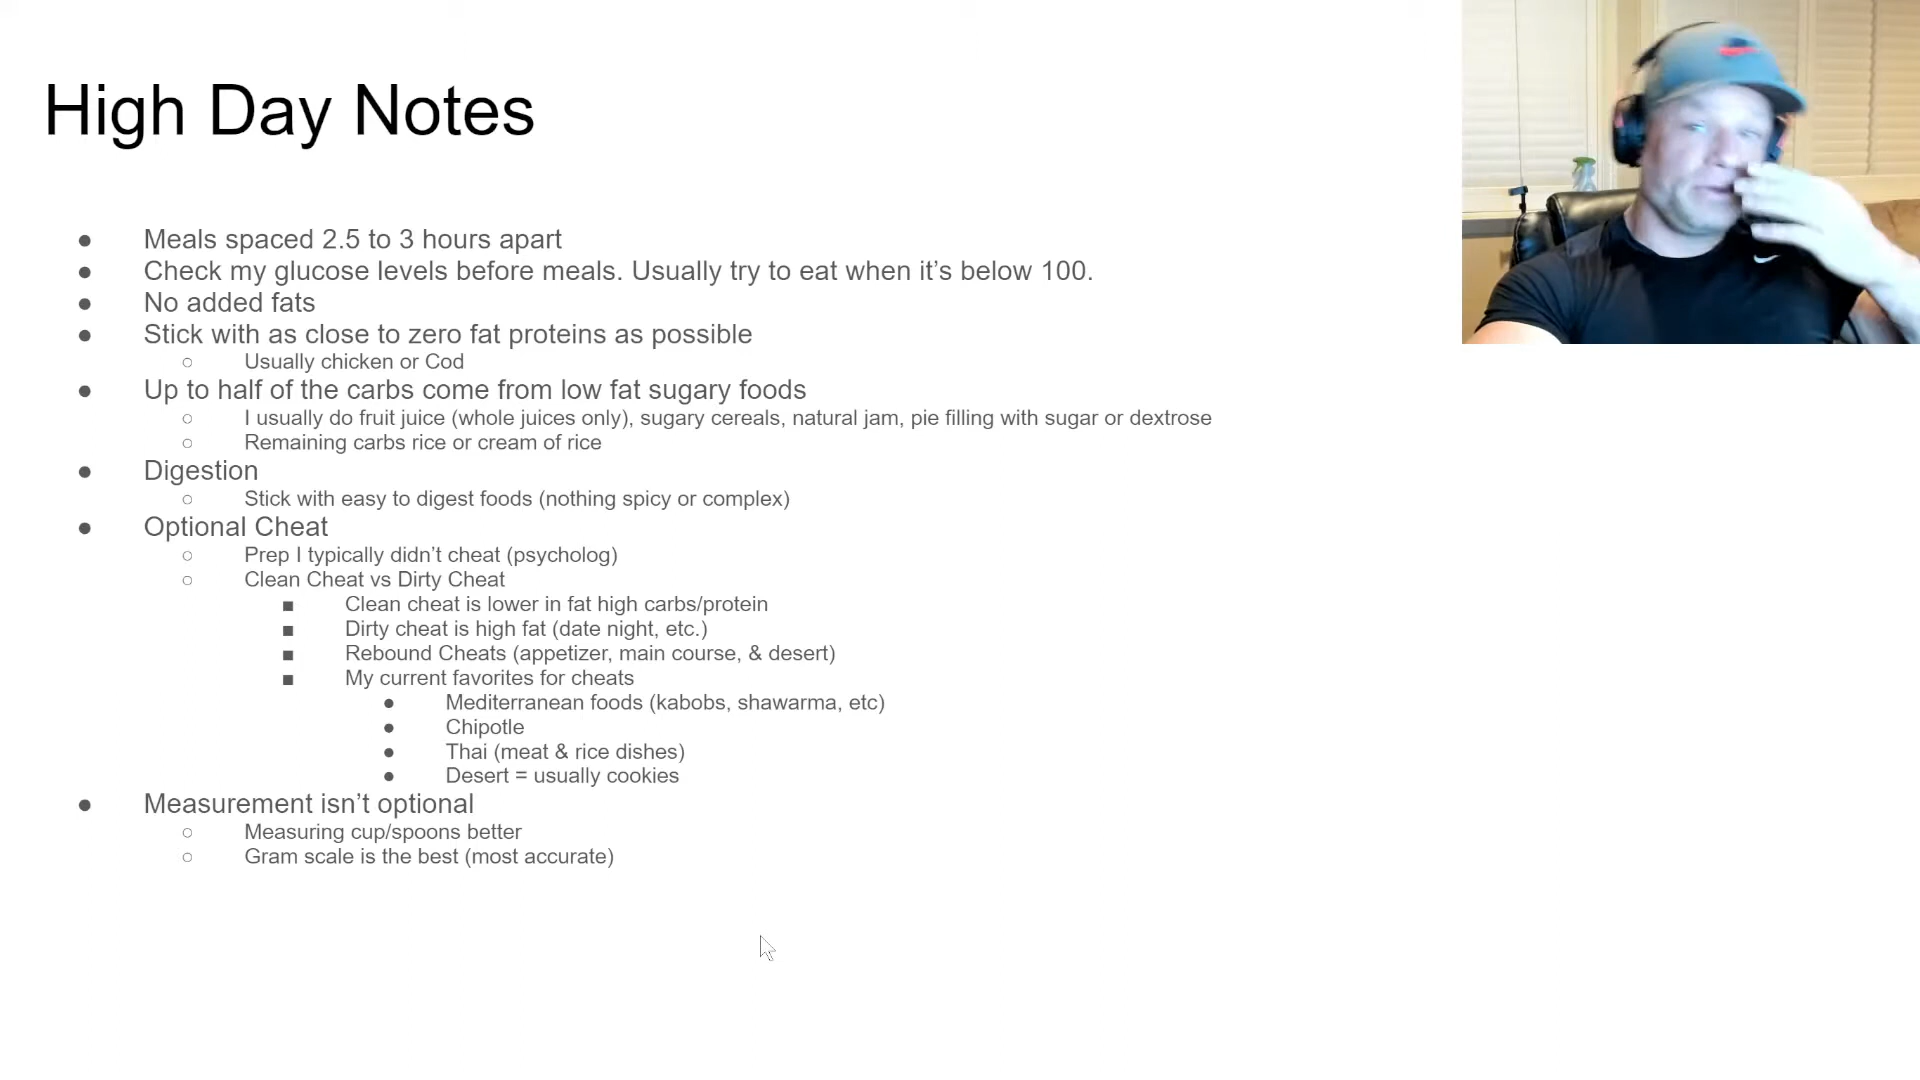 High Day Notes
● Meals spaced 2.5 to 3 hours apart
● Check my glucose levels before meals. Usually try to eat when it’s below 100.
● No added fats
● Stick with as close to zero fat proteins as possible
○ Usually chicken or Cod
● Up to half of the carbs come from low fat sugary foods
○ I usually do fruit juice (whole juices only), sugary cereals, natural jam, pie filling with sugar or dextrose
○ Remaining carbs rice or cream of rice
● Digestion
○ Stick with easy to digest foods (nothing spicy or complex)
● Optional Cheat
○ Prep I typically didn’t cheat (psycholog)
○ Clean Cheat vs Dirty Cheat
■ Clean cheat is lower in fat high carbs/protein
■ Dirty cheat is high fat (date night, etc.)
■ Rebound Cheats (appetizer, main course, & desert)
■ My current favorites for cheats
● Mediterranean foods (kabobs, shawarma, etc)
● Chipotle
● Thai (meat & rice dishes)
● Desert = usually cookies
● Measurement isn’t optional
○ Measuring cup/spoons better
○ Gram scale is the best (most accurate)